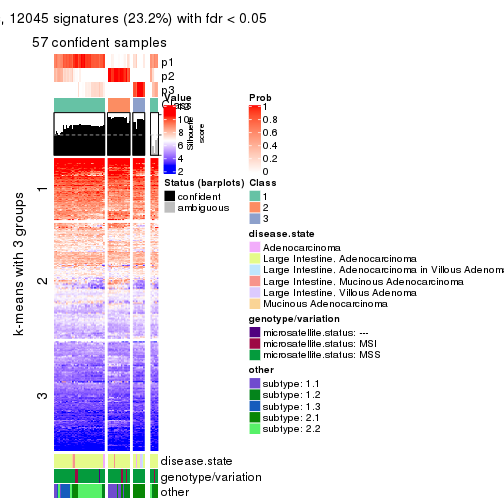 , 12045 signatures (23.2%) with fdr < 0.05
57 confident samples
p1
p2
p3
Class
Value
10
8
6
4
2
Silhouette
score
Prob
1
0.8
0.6
0.4
0.2
0
Status (barplots)
confident
ambiguous
Class
1
2
3
k-means with 3 groups
1
2
3
disease.state
Adenocarcinoma
Large Intestine. Adenocarcinoma
Large Intestine. Adenocarcinoma in Villous Adenom
Large Intestine. Mucinous Adenocarcinoma
Large Intestine. Villous Adenoma
Mucinous Adenocarcinoma
genotype/variation
microsatellite.status: ---
microsatellite.status: MSI
microsatellite.status: MSS
other
subtype: 1.1
subtype: 1.2
subtype: 1.3
subtype: 2.1
subtype: 2.2
disease.state
genotype/variation
other